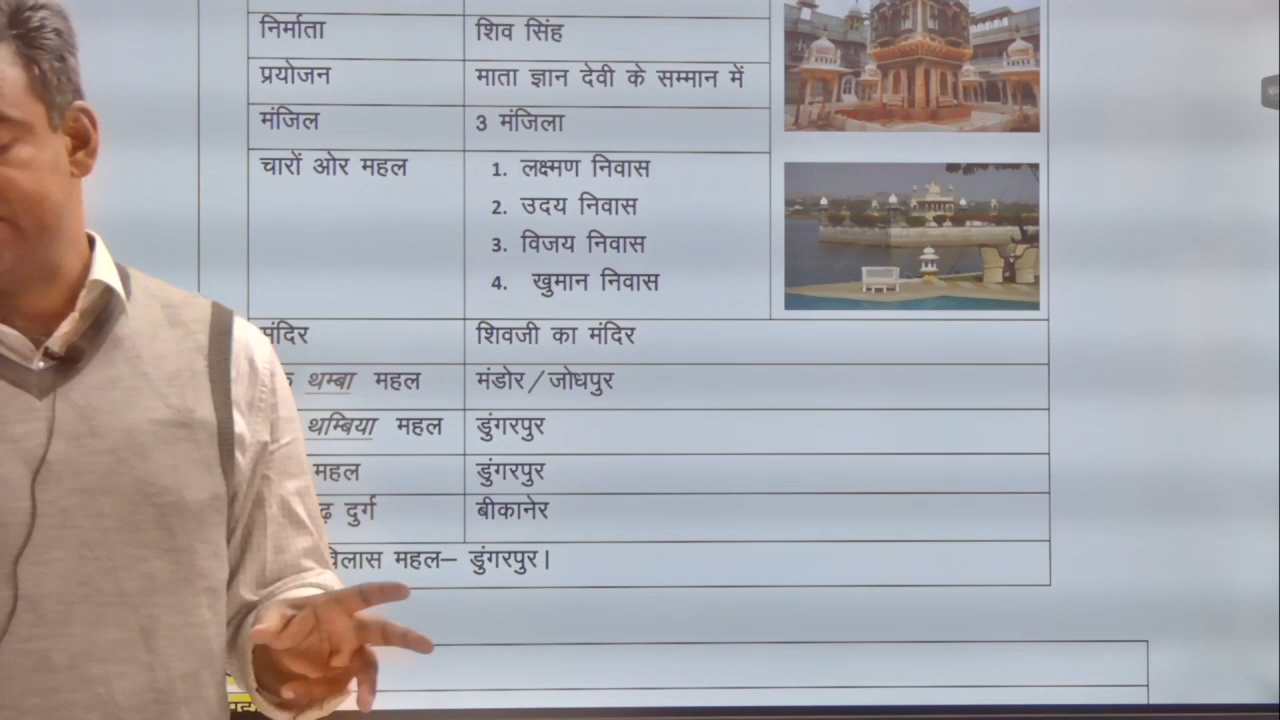 निर्माता शिव सिंह
प्रयोजन माता ज्ञान देवी के सम्मान में
मंजिल 3 मंजिला
चारों ओर महल 1. लक्ष्मण निवास
2. उदय निवास
3. विजय निवास
4. खुमान निवास
मंदिर शिवजी का मंदिर
थम्बा महल मंडोर/जोधपुर
थम्बिया महल डुंगरपुर
महल डुंगरपुर
दुर्ग बीकानेर
महल– डुंगरपुर।